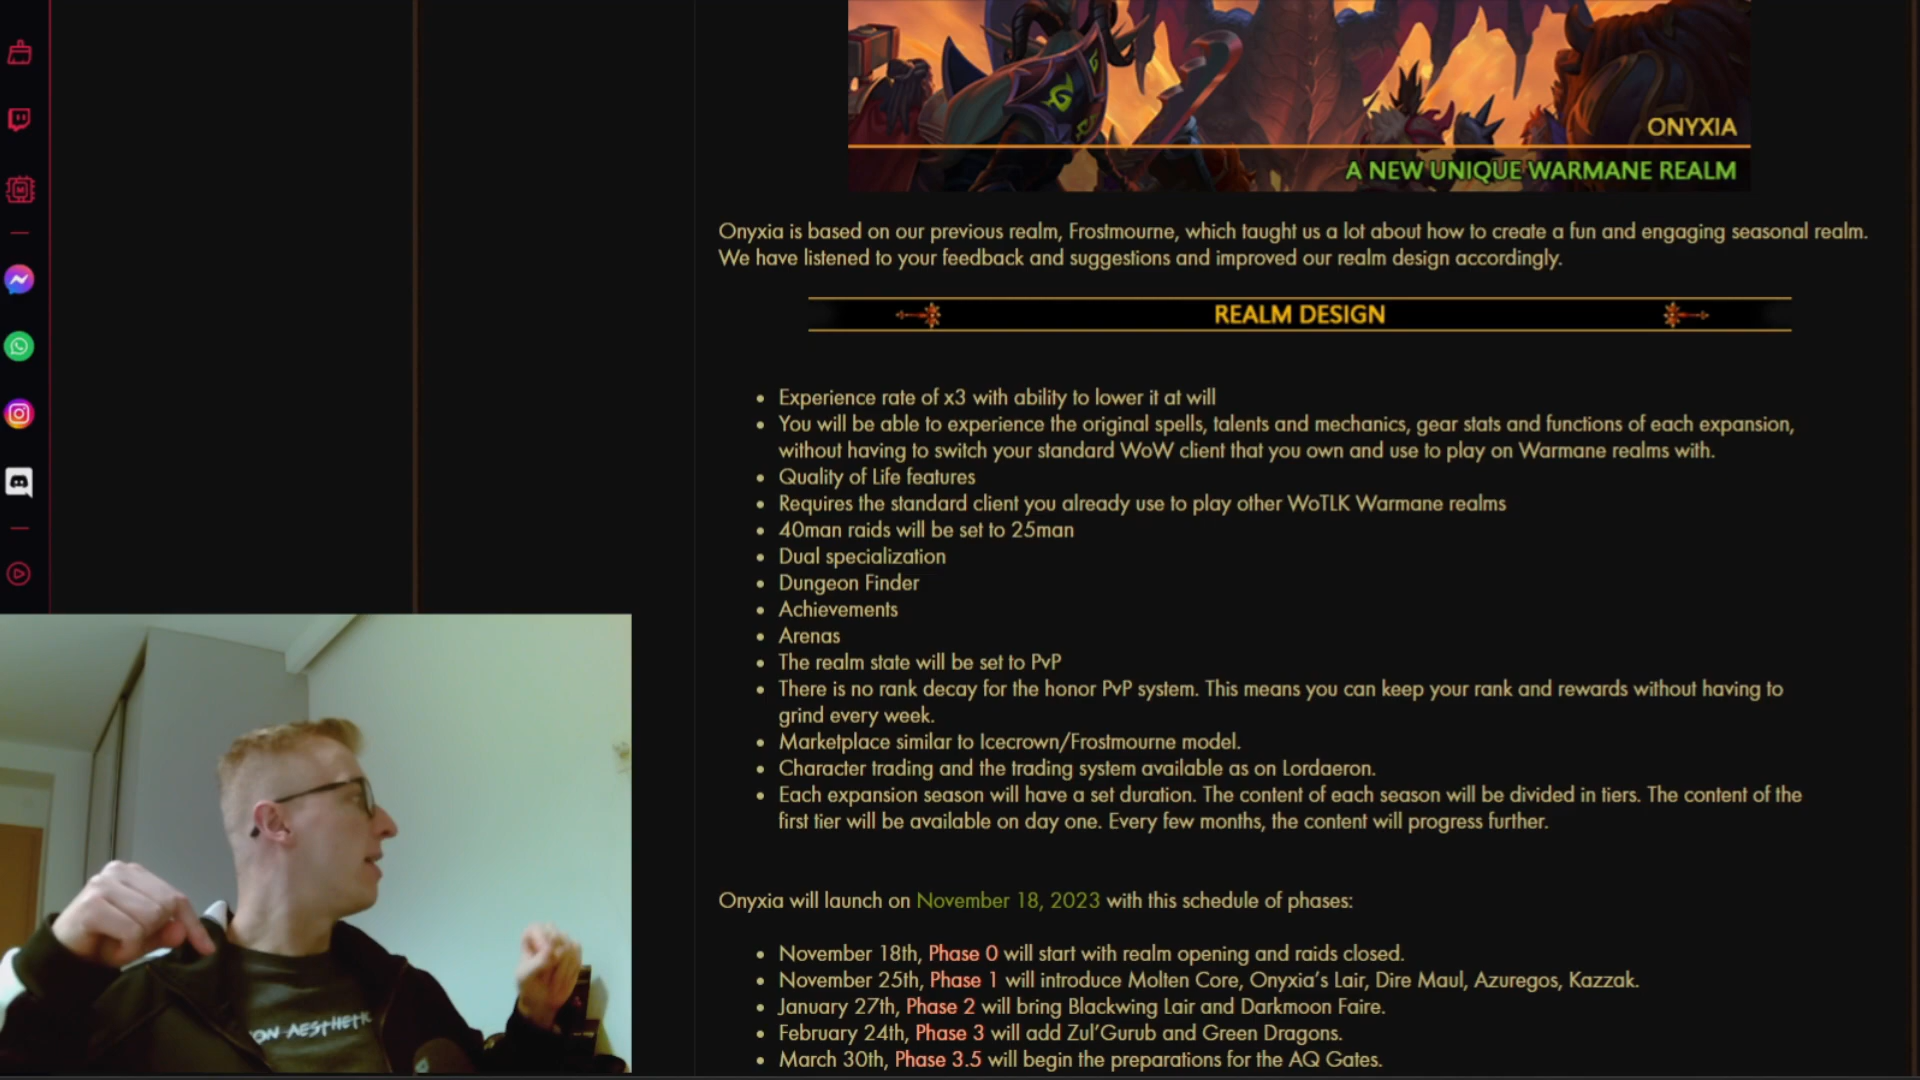 ONYXIA
A NEW UNIQUE WARMANE REALM
Onyxia is based on our previous realm, Frostmourne, which taught us a lot about how to create a fun and engaging seasonal realm.
We have listened to your feedback and suggestions and improved our realm design accordingly.
REALM DESIGN
• Experience rate of x3 with ability to lower it at will
• You will be able to experience the original spells, talents and mechanics, gear stats and functions of each expansion,
without having to switch your standard WoW client that you own and use to play on Warmane realms with.
• Quality of Life features
• Requires the standard client you already use to play other WoTLK Warmane realms
• 40man raids will be set to 25man
• Dual specialization
• Dungeon Finder
• Achievements
• Arenas
• The realm state will be set to PvP
• There is no rank decay for the honor PvP system. This means you can keep your rank and rewards without having to
grind every week.
• Marketplace similar to Icecrown/Frostmourne model.
• Character trading and the trading system available as on Lordaeron.
• Each expansion season will have a set duration. The content of each season will be divided in tiers. The content of the
first tier will be available on day one. Every few months, the content will progress further.
Onyxia will launch on November 18, 2023 with this schedule of phases:
• November 18th, Phase 0 will start with realm opening and raids closed.
• November 25th, Phase 1 will introduce Molten Core, Onyxia’s Lair, Dire Maul, Azuregos, Kazzak.
• January 27th, Phase 2 will bring Blackwing Lair and Darkmoon Faire.
• February 24th, Phase 3 will add Zul’Gurub and Green Dragons.
• March 30th, Phase 3.5 will begin the preparations for the AQ Gates.
ON AESTHETIC